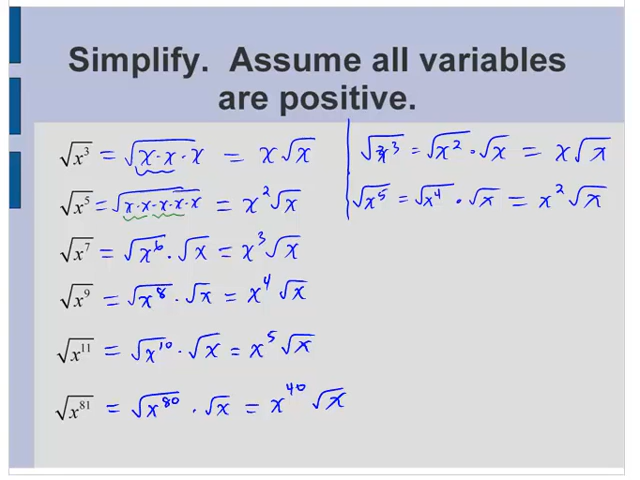 Simplify. Assume all variables
are positive.
√x³ = √x·x·x = x√x
√x⁵ = √x·x·x·x·x = x²√x
√x⁷ = √x⁶ · √x = x³√x
√x⁹ = √x⁸ · √x = x⁴√x
√x¹¹ = √x¹⁰ · √x = x⁵√x
√x⁸¹ = √x⁸⁰ · √x = x⁴⁰√x
√x³ = √x² · √x = x√x
√x⁵ = √x⁴ · √x = x²√x